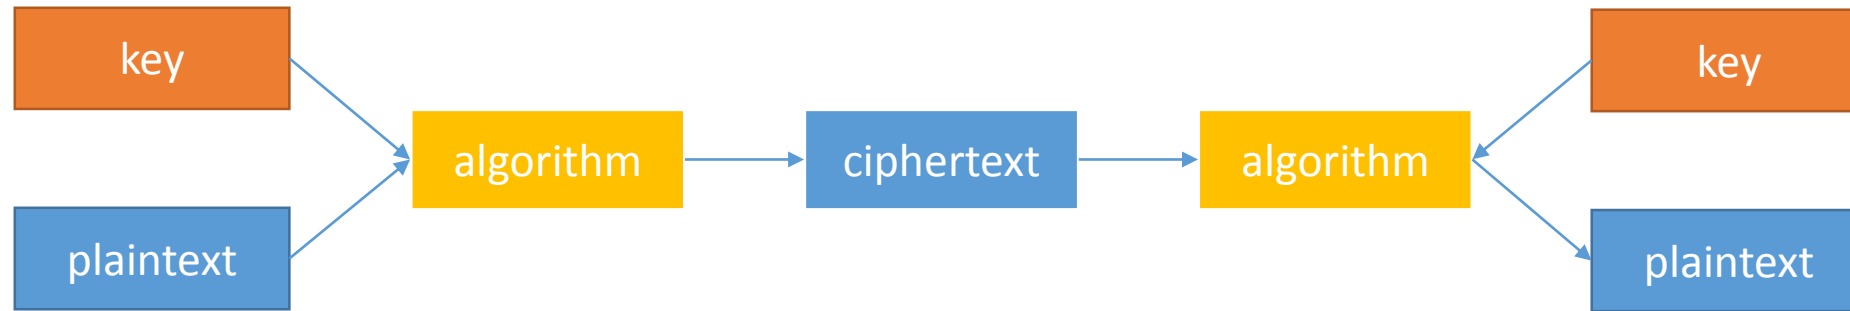 key
plaintext
algorithm
ciphertext
algorithm
key
plaintext